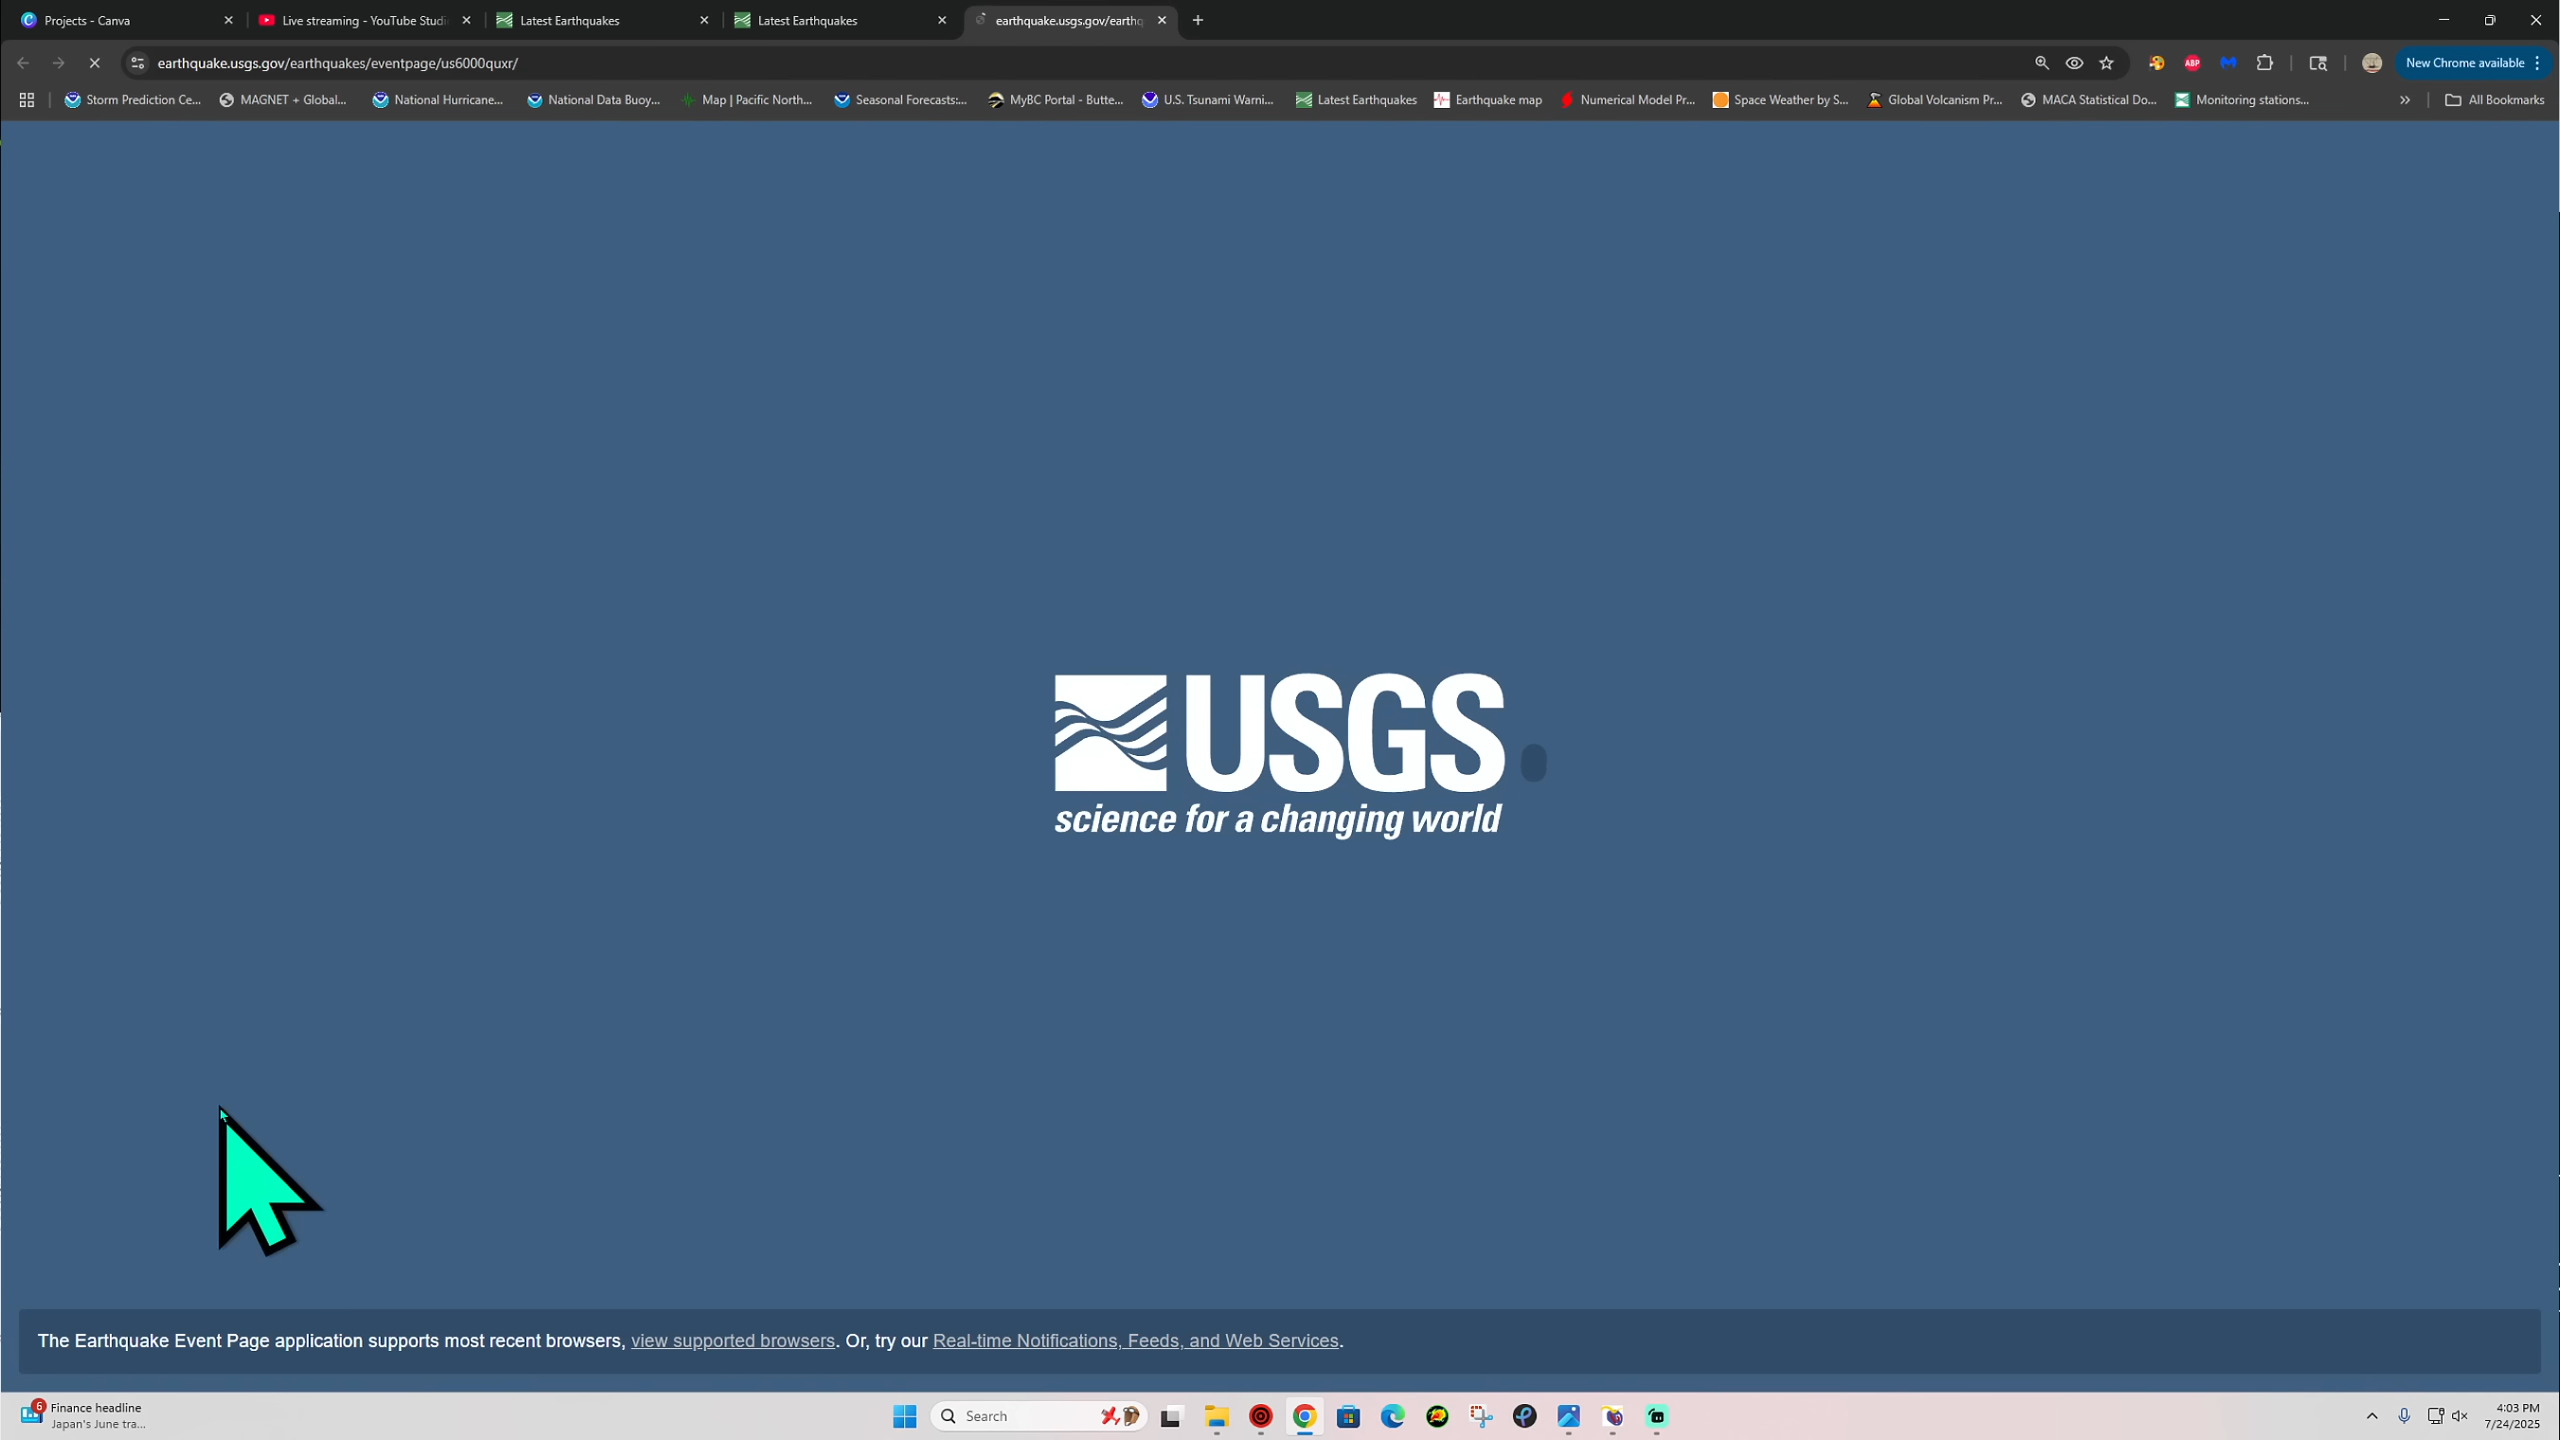 Projects - Canva
Live streaming - YouTube Studi
Latest Earthquakes
Latest Earthquakes
earthquake.usgs.gov/earthq
earthquake.usgs.gov/earthquakes/eventpage/us6000quxr/
ABP
New Chrome available
Storm Prediction Ce...
MAGNET + Global...
National Hurricane...
National Data Buoy...
Map | Pacific North...
Seasonal Forecasts:...
MyBC Portal - Butte...
U.S. Tsunami Warni...
Latest Earthquakes
Earthquake map
Numerical Model Pr...
Space Weather by S...
Global Volcanism Pr...
MACA Statistical Do...
Monitoring stations...
All Bookmarks
USGS
science for a changing world
The Earthquake Event Page application supports most recent browsers, view supported browsers. Or, try our Real-time Notifications, Feeds, and Web Services.
6
Finance headline
Japan's June tra...
Search
4:03 PM
7/24/2025